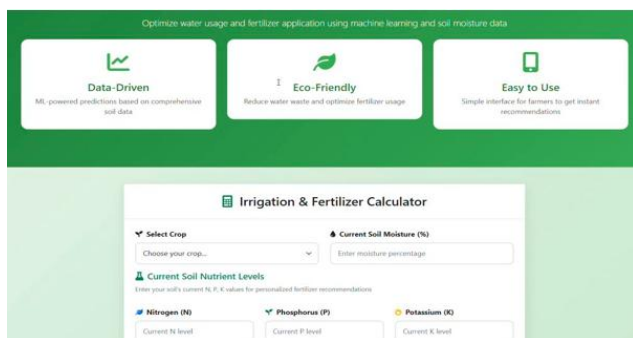 Optimize water usage and fertilizer application using machine learning and soil moisture data
Data-Driven
ML-powered predictions based on comprehensive
soil data
Eco-Friendly
Reduce water waste and optimize fertilizer usage
Easy to Use
Simple interface for farmers to get instant
recommendations
Irrigation & Fertilizer Calculator
Select Crop
Current Soil Moisture (%)
Choose your crop...
Enter moisture percentage
Current Soil Nutrient Levels
Enter your soil's current N, P, K values for personalized fertilizer recommendations
Nitrogen (N)
Phosphorus (P)
Potassium (K)
Current N level
Current P level
Current K level